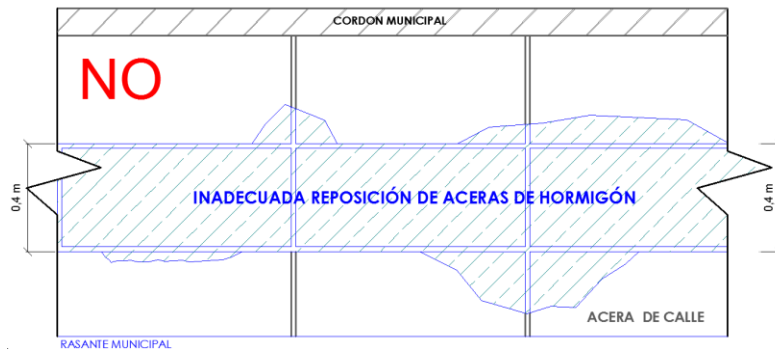 CORDON MUNICIPAL
NO
0,4 m
INADECUADA REPOSICIÓN DE ACERAS DE HORMIGÓN
0,4 m
ACERA DE CALLE
RASANTE MUNICIPAL